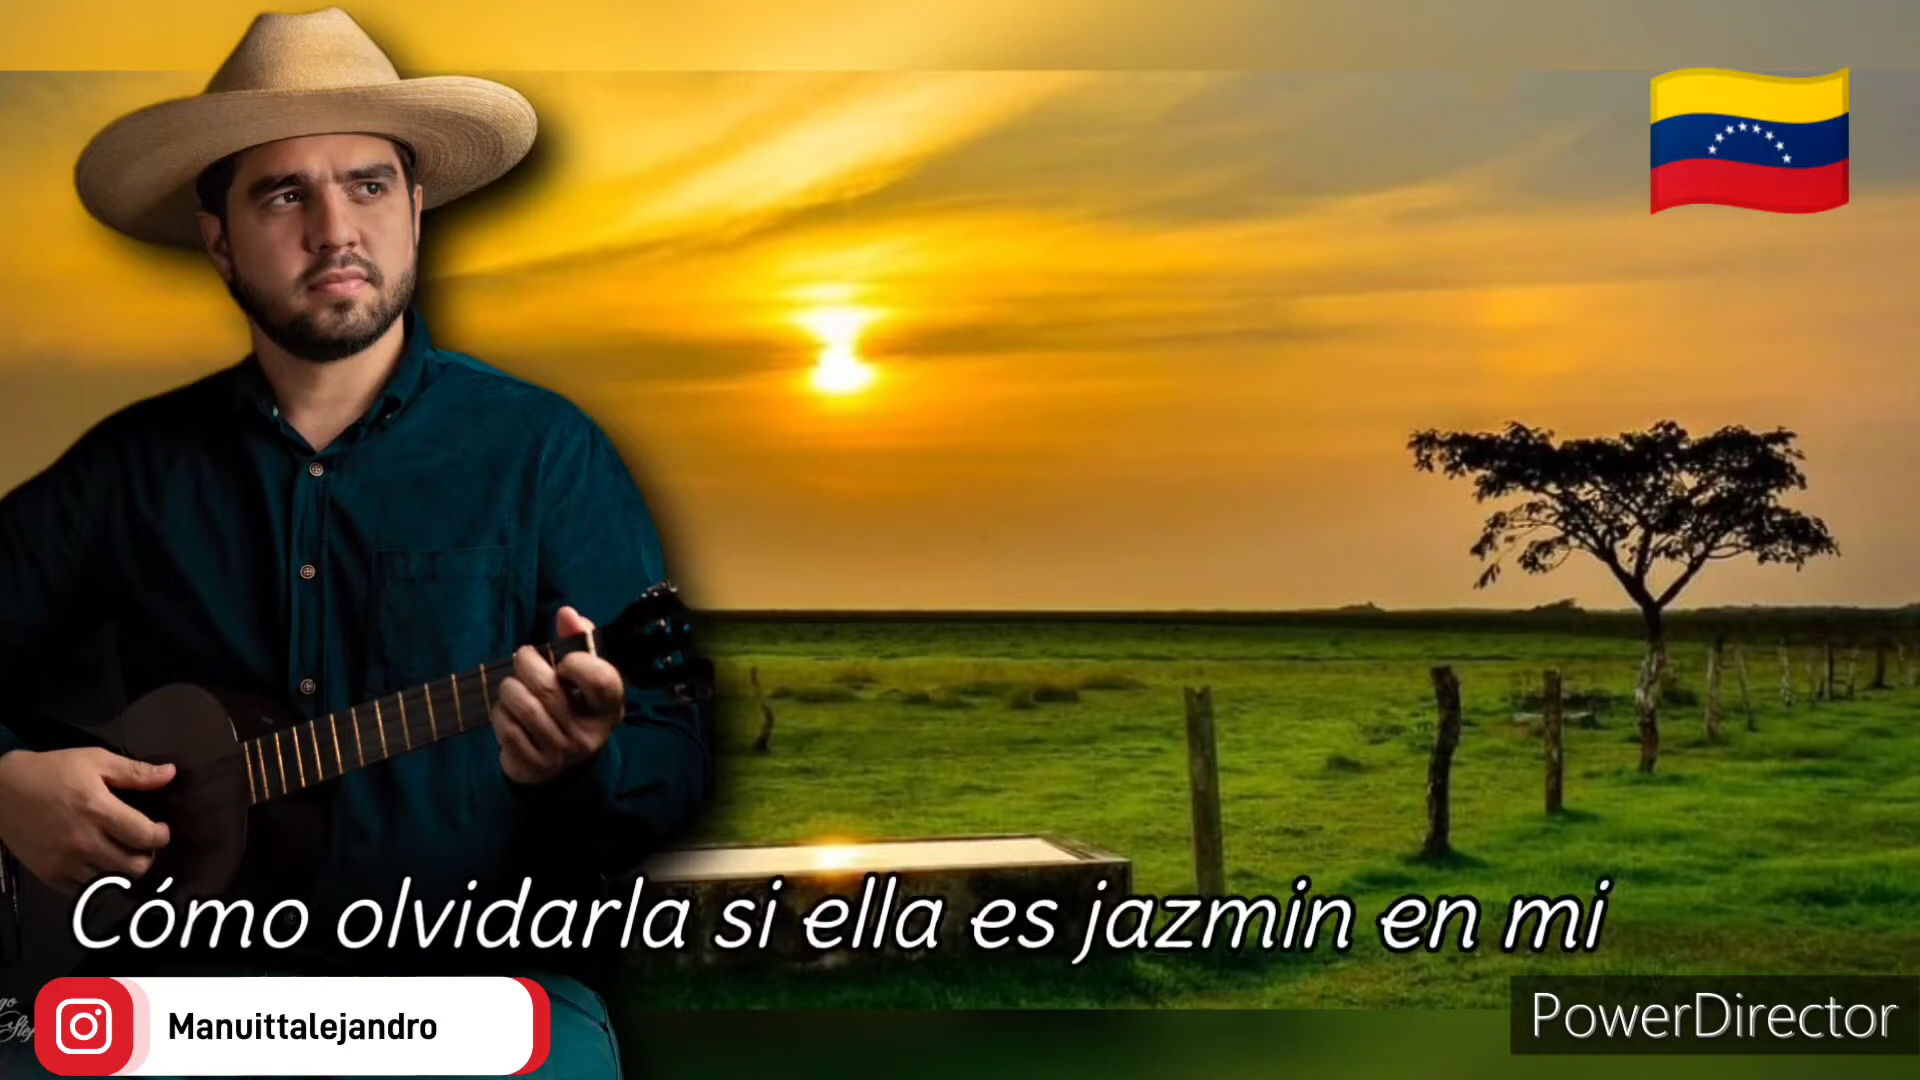 Cómo olvidarla si ella es jazmin en mi
Manuittalejandro
PowerDirector